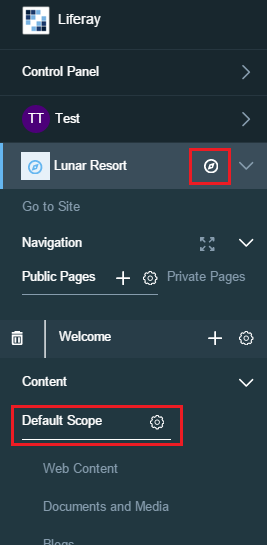 Liferay
Control Panel
TT Test
Lunar Resort
Go to Site
Navigation
Public Pages Private Pages
Welcome
Content
Default Scope
Web Content
Documents and Media
Blogs